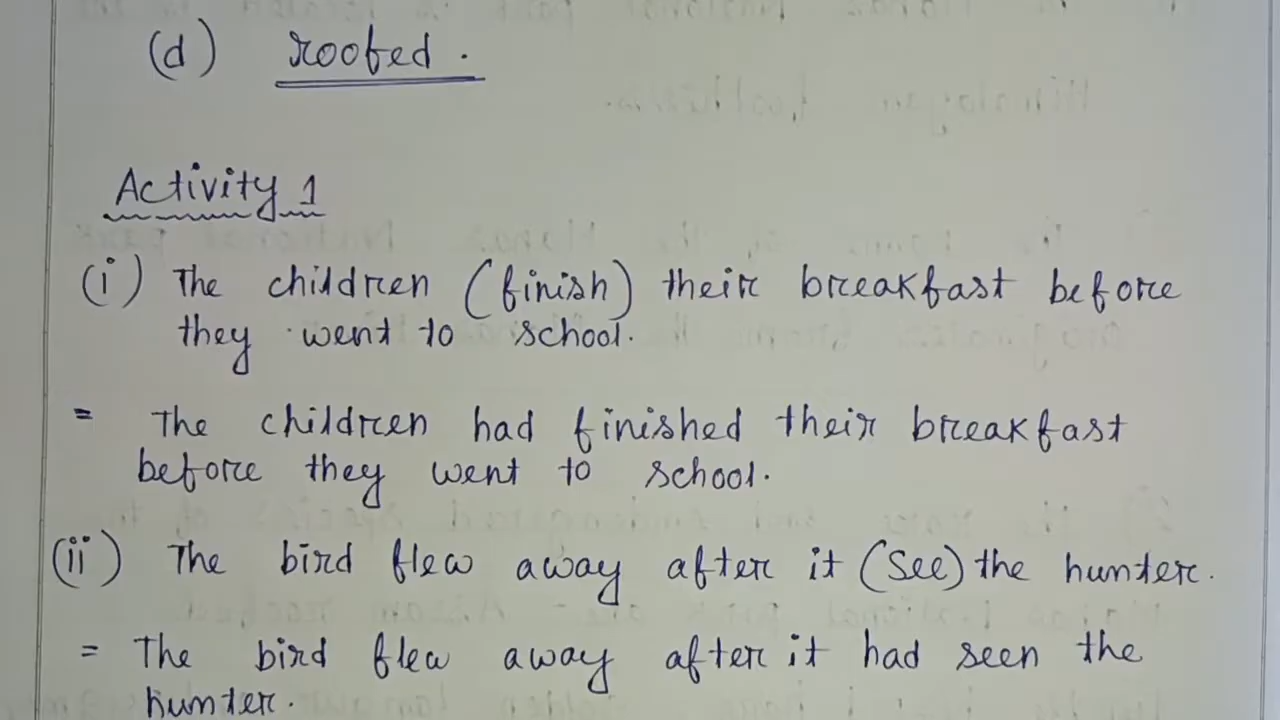 (d) roofed.
Activity 1
(i) The children (finish) their breakfast before
they went to school.
= The children had finished their breakfast
before they went to school.
(ii) The bird flew away after it (See) the hunter.
= The bird flew away after it had seen the
hunter.